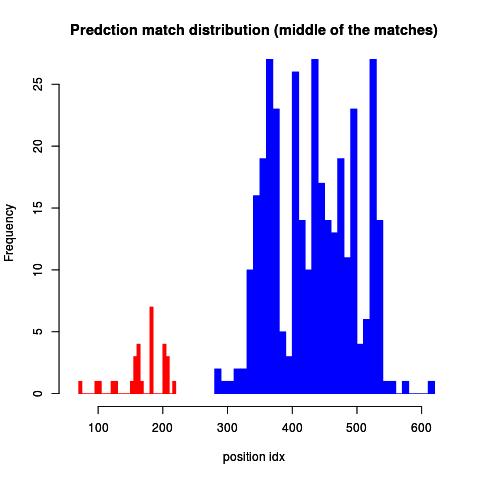 Predction match distribution (middle of the matches)
Frequency
25
20
15
10
5
0
100 200 300 400 500 600
position idx